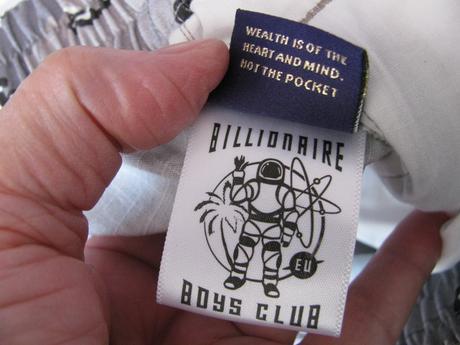 WEALTH IS OF THE
HEART AND MIND.
NOT THE POCKET
BILLIONAIRE
EU
BOYS CLUB